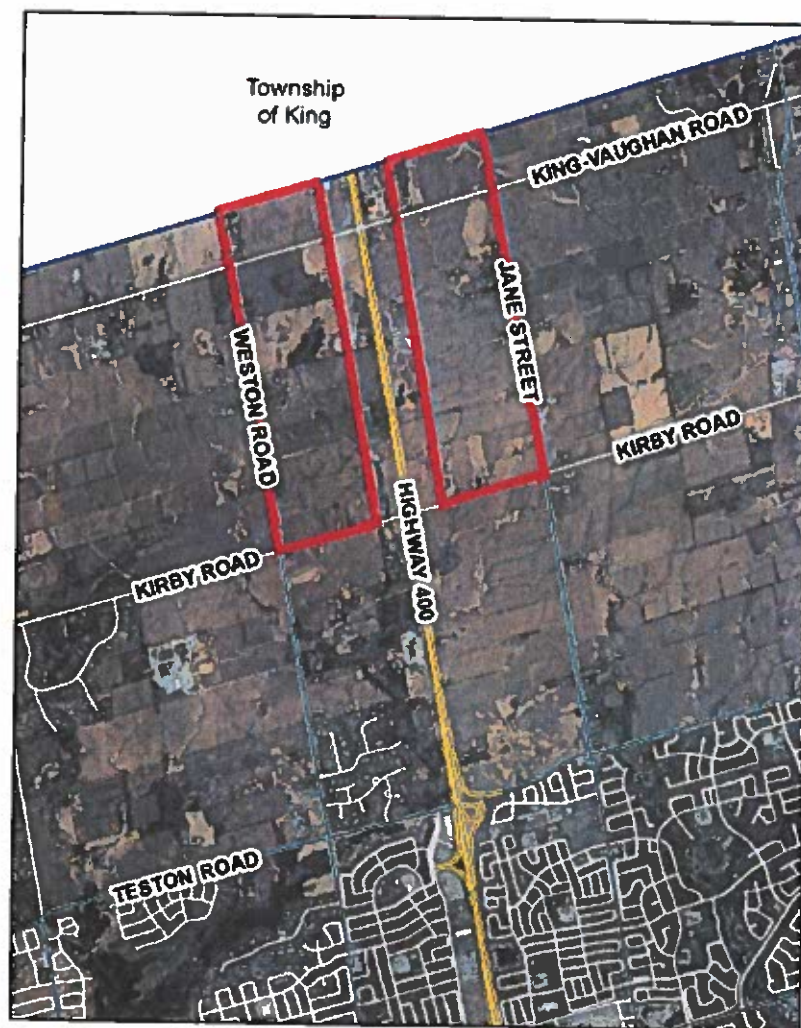 Township
of King
KING-VAUGHAN ROAD
JANE STREET
WESTON ROAD
KIRBY ROAD
HIGHWAY 400
KIRBY ROAD
TESTON ROAD